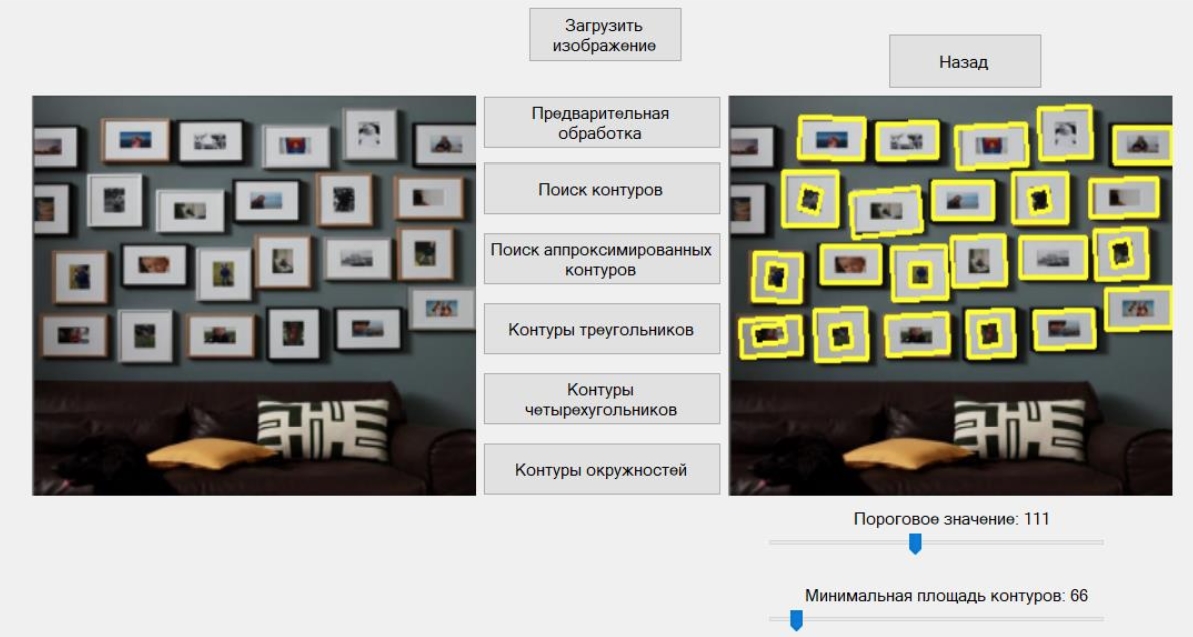 Загрузить
изображение
Назад
Предварительная
обработка
Поиск контуров
Поиск аппроксимированных
контуров
Контуры треугольников
Контуры
четырехугольников
Контуры окружностей
Пороговое значение: 111
Минимальная площадь контуров: 66